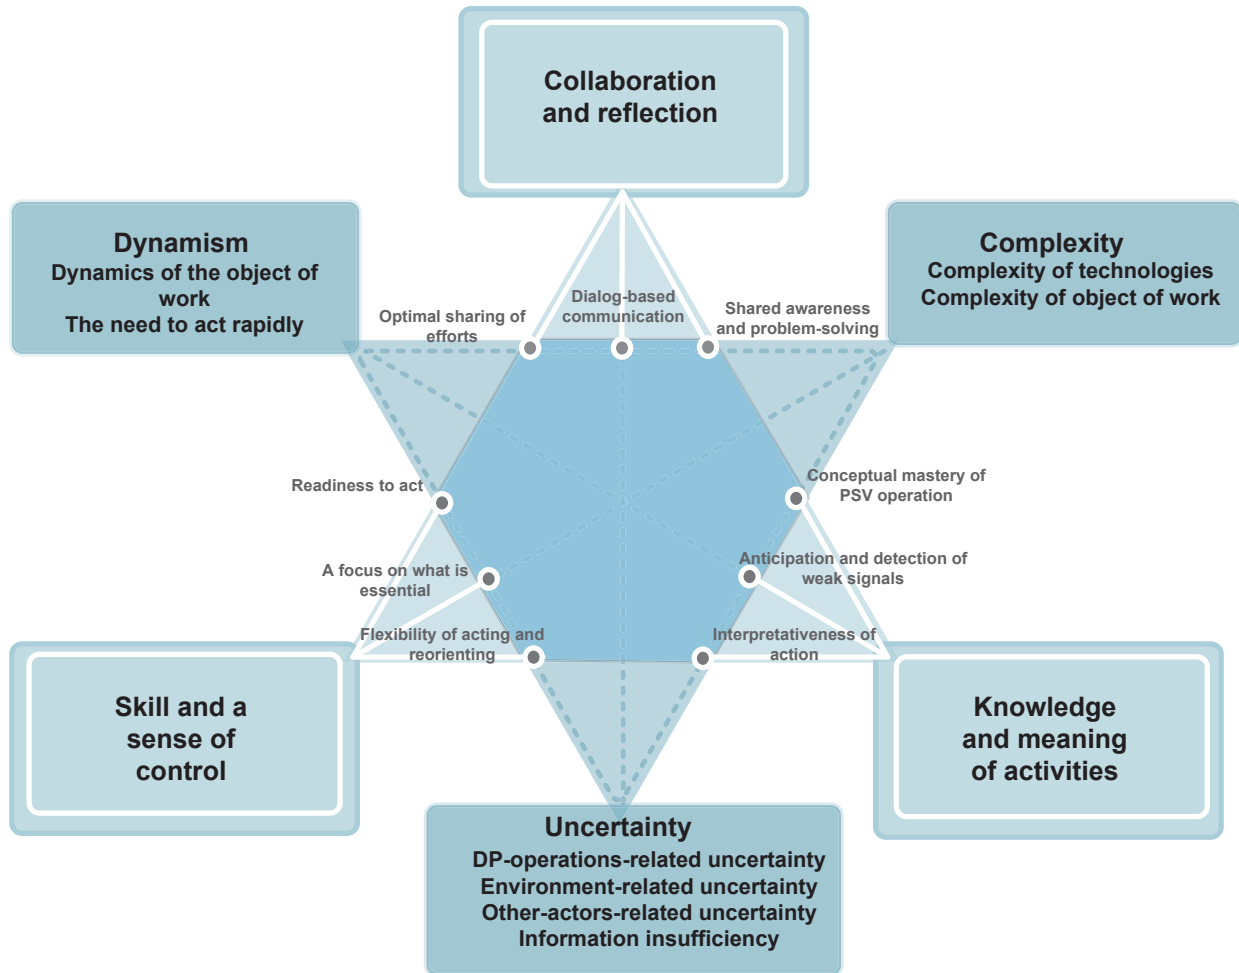 Collaboration
and reflection
Dynamism
Dynamics of the object of
work
The need to act rapidly
Complexity
Complexity of technologies
Complexity of object of work
Optimal sharing of
efforts
Dialog-based
communication
Shared awareness
and problem-solving
Readiness to act
Conceptual mastery of
PSV operation
A focus on what is
essential
Anticipation and detection of
weak signals
Flexibility of acting and
reorienting
Interpretativeness of
action
Skill and a
sense of
control
Knowledge
and meaning
of activities
Uncertainty
DP-operations-related uncertainty
Environment-related uncertainty
Other-actors-related uncertainty
Information insufficiency